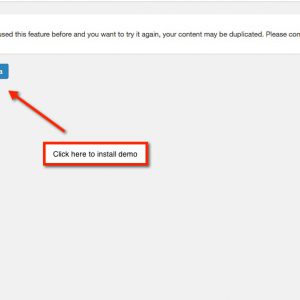 used this feature before and you want to try it again, your content may be duplicated. Please con
a
Click here to install demo